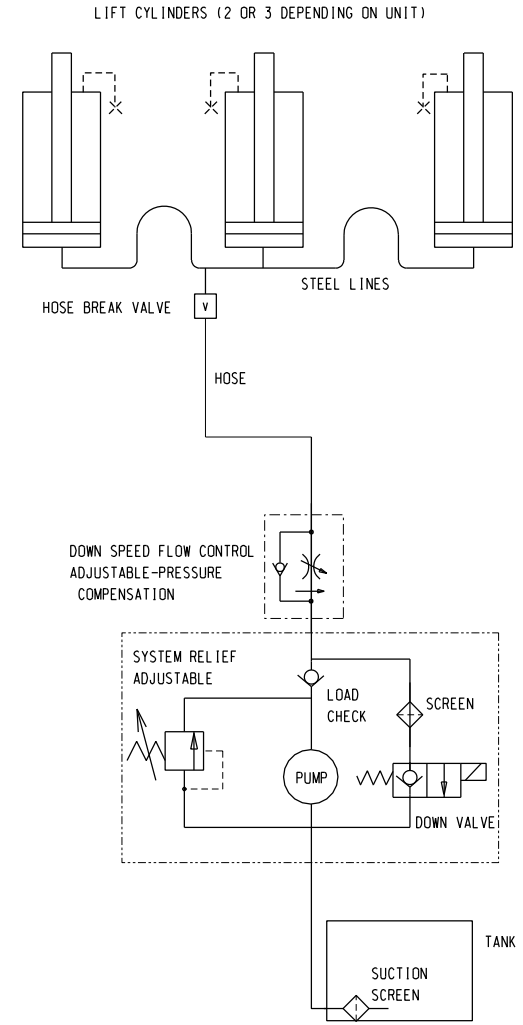 LIFT CYLINDERS (2 OR 3 DEPENDING ON UNIT)
STEEL LINES
HOSE BREAK VALVE
V
HOSE
DOWN SPEED FLOW CONTROL
ADJUSTABLE-PRESSURE
COMPENSATION
SYSTEM RELIEF
ADJUSTABLE
LOAD
CHECK
SCREEN
PUMP
DOWN VALVE
TANK
SUCTION
SCREEN